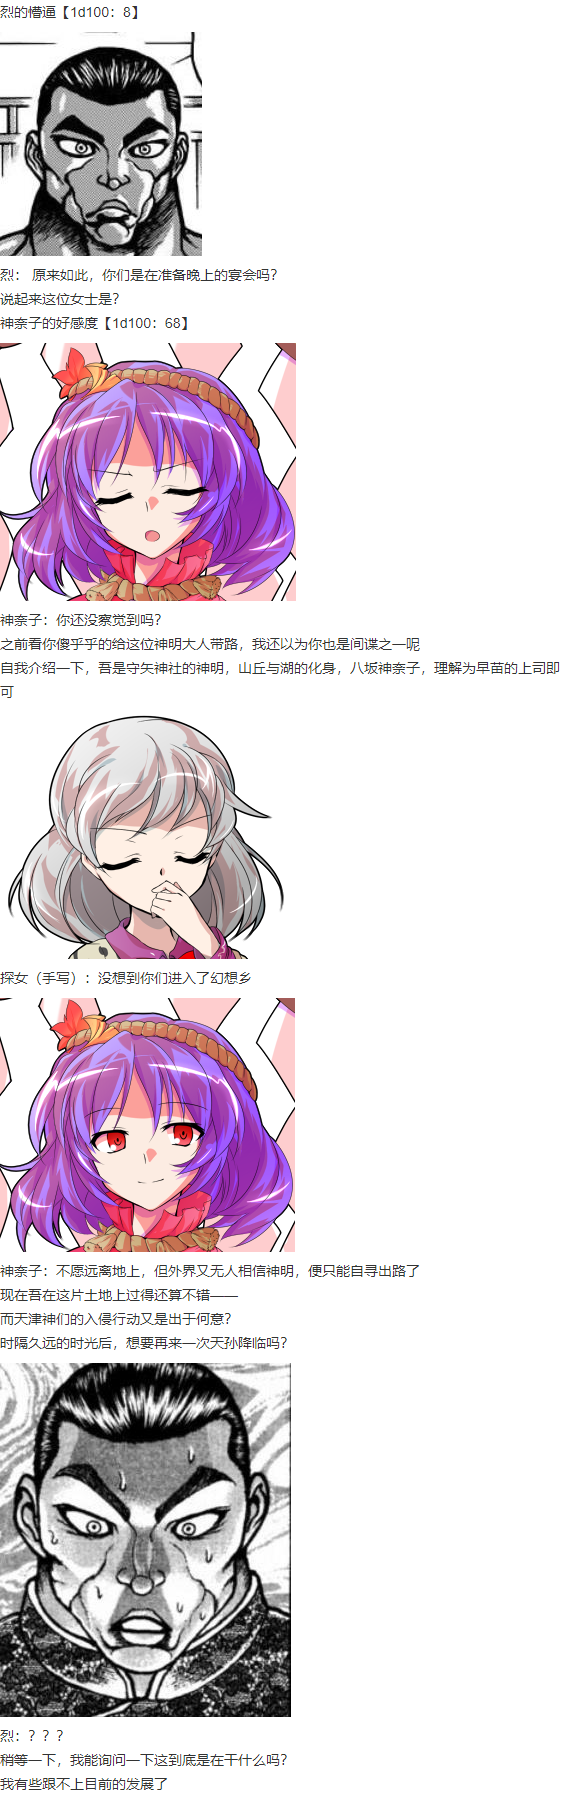 烈的懵逼【1d100：8】
烈： 原来如此，你们是在准备晚上的宴会吗？
说起来这位女士是？
神奈子的好感度【1d100：68】
神奈子：你还没察觉到吗？
之前看你傻乎乎的给这位神明大人带路，我还以为你也是间谍之一呢
自我介绍一下，吾是守矢神社的神明，山丘与湖的化身，八坂神奈子，理解为早苗的上司即
可
探女（手写）：没想到你们进入了幻想乡
神奈子：不愿远离地上，但外界又无人相信神明，便只能自寻出路了
现在吾在这片土地上过得还算不错——
而天津神们的入侵行动又是出于何意？
时隔久远的时光后，想要再来一次天孙降临吗？
烈：？？？
稍等一下，我能询问一下这到底是在干什么吗？
我有些跟不上目前的发展了